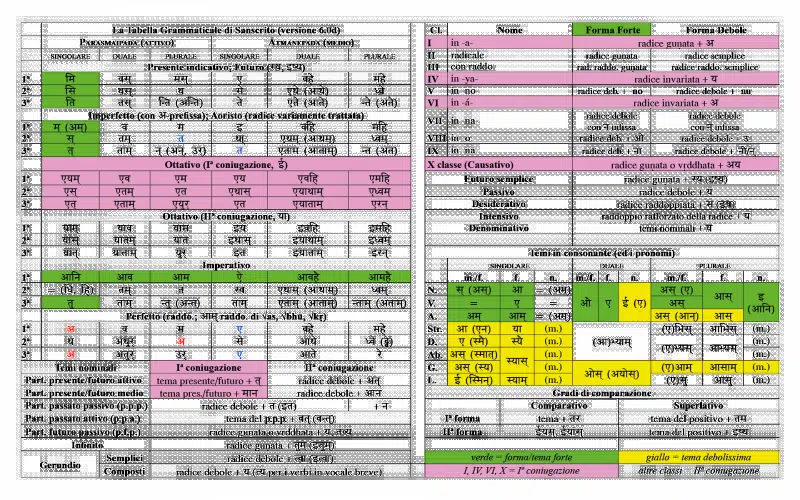 La Tabella Grammaticale di Sanscrito (versione 6.0d)
PARASMAIPADA (ATTIVO) ĀTMANEPADA (MEDIO)
SINGOLARE DUALE PLURALE SINGOLARE DUALE PLURALE
Presente indicativo; Futuro (स्य, इष्य)
1ª मि वस् मस् ए वहे महे
2ª सि थस् थ से एथे (आथे) ध्वे
3ª ति तस् न्ति (अन्ति) ते एते (आते) न्ते (अते)
Imperfetto (con अ-prefisso); Aoristo (radice variamente trattata)
1ª म् (अम्) व म इ वहि महि
2ª स् तम् त था एथाम् (आथाम्) ध्वम्
3ª त् ताम् न् (अन्, उर्) त एताम् (आताम्) न्त (अत)
Ottativo (Iª coniugazione, ई)
1ª एयम् एव एम एय एवहि एमहि
2ª एस् एतम् एत एथास् एयाथाम् एध्वम्
3ª एत् एताम् एयुर् एत एयाताम् एरन्
Ottativo (IIª coniugazione, या)
1ª याम् याव याम ईय ईवहि ईमहि
2ª यास् यातम् यात ईथास् ईयाथाम् ईध्वम्
3ª यात् याताम् युर् ईत ईयाताम् ईरन्
Imperativo
1ª आनि आव आम ऐ आवहै आमहै
2ª = (धि, हि) तम् त स्व एथाम् (आथाम्) ध्वम्
3ª तु ताम् न्तु (अन्तु) ताम् एताम् (आताम्) न्ताम् (अताम्)
Perfetto (raddo.; आम् raddo. di √as, √bhū, √kṛ)
1ª अ व म ए वहे महे
2ª थ अथुर् अ से आथे ध्वे
3ª अ अतुर् उर् ए आते रे
Temi nominali Iª coniugazione IIª coniugazione
Part. presente/futuro attivo tema presente/futuro + त् radice debole + अत्
Part. presente/futuro medio tema pres./futuro + मान radice debole + आन
Part. passato passivo (p.p.p.) radice debole + त (इत) + न
Part. passato attivo (p.p.a.) tema del p.p.p. + वत् (वन्त्)
Part. futuro passivo (p.f.p.) radice gunata o vrddhata + य, तव्य
Infinito radice gunata + तुम् (इतुम्)
Gerundio Semplici radice debole + त्वा (इत्वा)
Composti radice debole + य (त्य per i verbi in vocale breve)
Cl. Nome Forma Forte Forma Debole
I in -a- radice gunata + अ
II radicale radice gunata radice semplice
III con raddo. rad. raddo. gunata radice raddo. semplice
IV in -ya- radice invariata + य
V in no radice deb. + no radice debole + nu
VI in -á- radice invariata + अ
VII in na radice debole con न infissa radice debole con न् infissa
VIII in o radice deb. + ओ radice debole + उ
IX in na radice deb. + ना radice debole + नी/न्
X classe (Causativo) radice gunata o vṛddhata + अय
Futuro semplice radice gunata + स्य (इष्य)
Passivo radice debole + य
Desiderativo radice raddoppiata + स (इष)
Intensivo raddoppio rafforzato della radice + य
Denominativo temi nominali + य
Temi in consonante (ed i pronomi)
SINGOLARE DUALE PLURALE
m./f. n. m./f. f. n. m./f. f. n.
N. स् (अस्) आ = (अम्) औ ए ई (ए) अस् (ए) आस् इ (आनि)
V. = ए = अस्
A. अम् आम् = (अम्) अस् (आन्) आस्
Str. आ (एन) या (m.) (आ)भ्याम् (ए)भिस् आभिस् (m.)
D. ए (स्मै) स्यै (m.) (ए)भ्यस् आभ्यस् (m.)
Ab. अस् (स्मात्) स्यास् (m.) (m.)
G. अस् (स्य) (m.) ओस् (अयोस्) (ए)आम् आसाम् (m.)
L. ई (स्मिन्) स्याम् (m.) (ए)सु आसु (m.)
Gradi di comparazione
Comparativo Superlativo
Iª forma tema + तर tema del positivo + तम
IIª forma ईयस्, ईयांस् tema del positivo + इष्ठ
verde = forma/tema forte giallo = tema debolissima
I, IV, VI, X = Iª coniugazione altre classi = IIª coniugazione